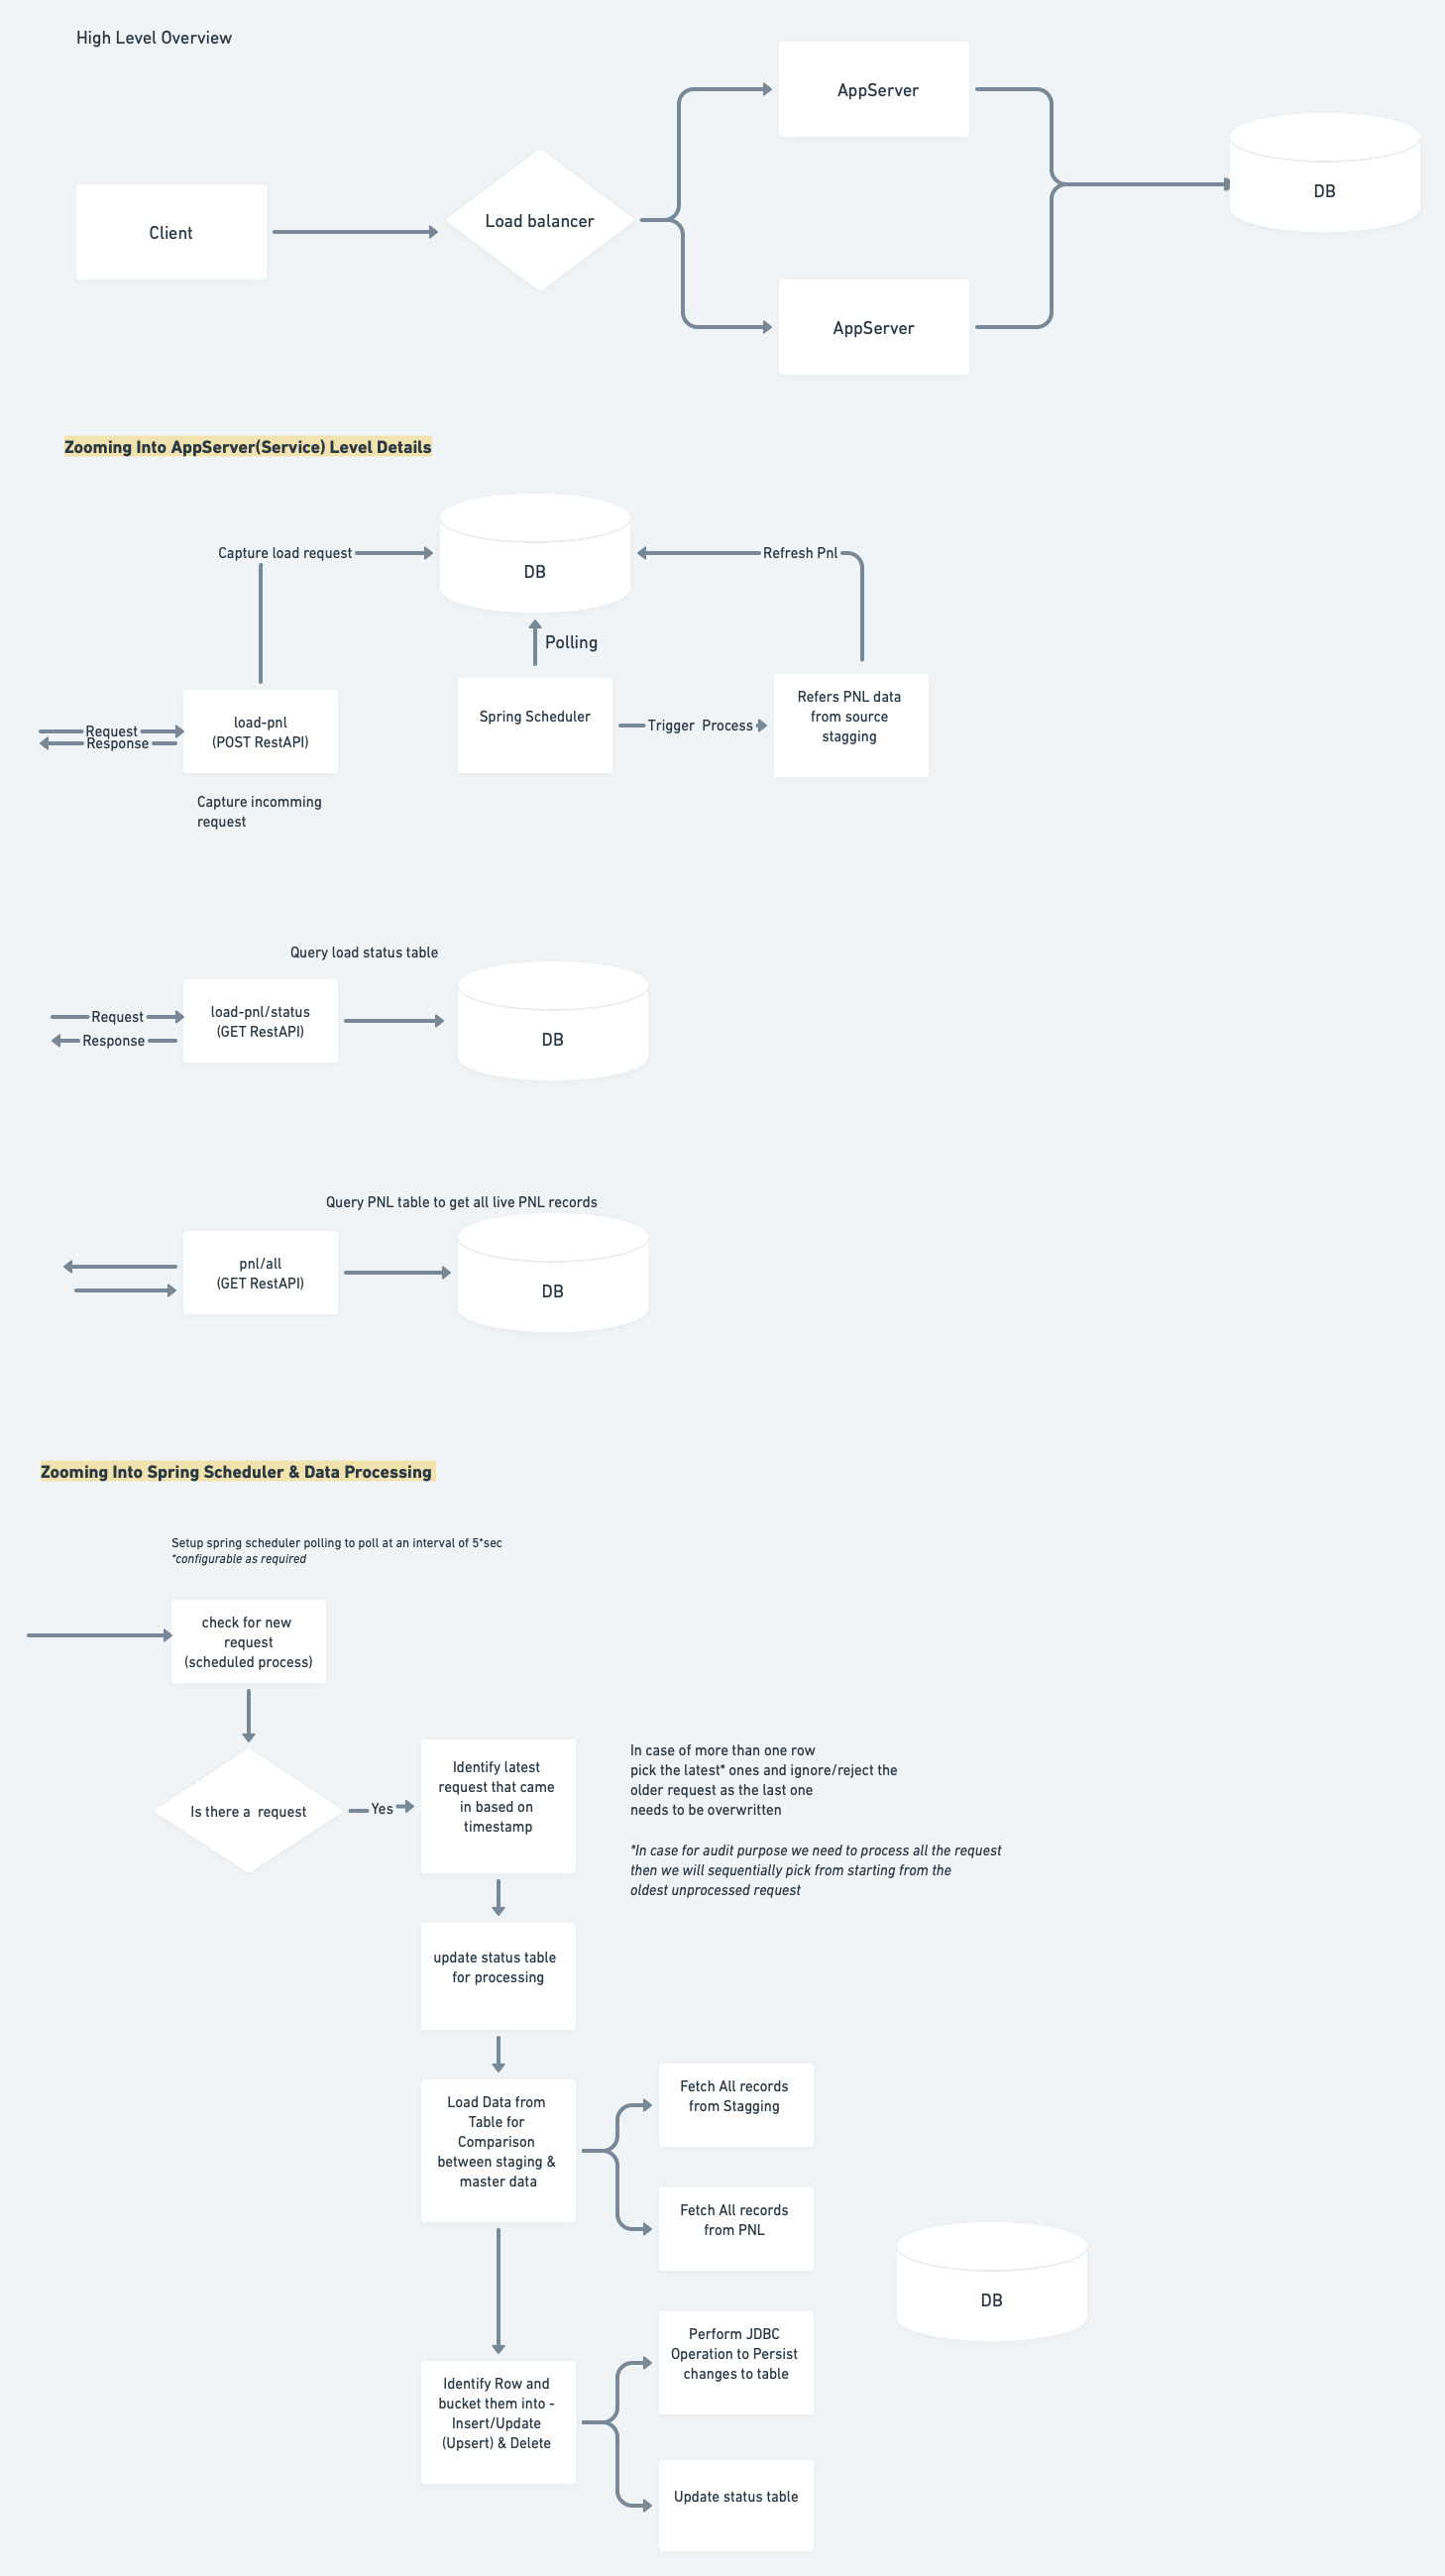 High Level Overview
AppServer
DB
Client
Load balancer
AppServer
Zooming Into AppServer(Service) Level Details
Capture load request
DB
Refresh Pnl
Polling
Request
Response
load-pnl
(POST RestAPI)
Spring Scheduler
Trigger  Process
Refers PNL data
from source
stagging
Capture incomming
request
Query load status table
Request
Response
load-pnl/status
(GET RestAPI)
DB
Query PNL table to get all live PNL records
pnl/all
(GET RestAPI)
DB
Zooming Into Spring Scheduler & Data Processing
Setup spring scheduler polling to poll at an interval of 5*sec
*configurable as required
check for new
request
(scheduled process)
Is there a  request
Yes
Identify latest
request that came
in based on
timestamp
In case of more than one row
pick the latest* ones and ignore/reject the
older request as the last one
needs to be overwritten
*In case for audit purpose we need to process all the request
then we will sequentially pick from starting from the
oldest unprocessed request
update status table
for processing
Load Data from
Table for
Comparison
between staging &
master data
Fetch All records
from Stagging
Fetch All records
from PNL
DB
Identify Row and
bucket them into -
Insert/Update
(Upsert) & Delete
Perform JDBC
Operation to Persist
changes to table
Update status table